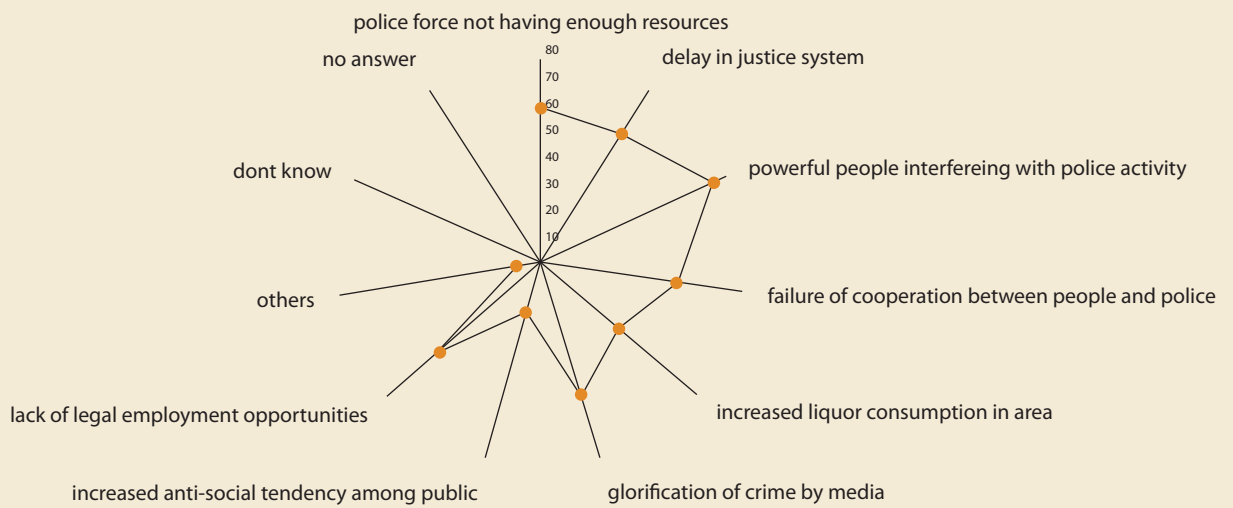 police force not having enough resources
80
no answer
delay in justice system
70
60
50
40
30
20
10
dont know
powerful people interfereing with police activity
others
failure of cooperation between people and police
lack of legal employment opportunities
increased liquor consumption in area
increased anti-social tendency among public
glorification of crime by media